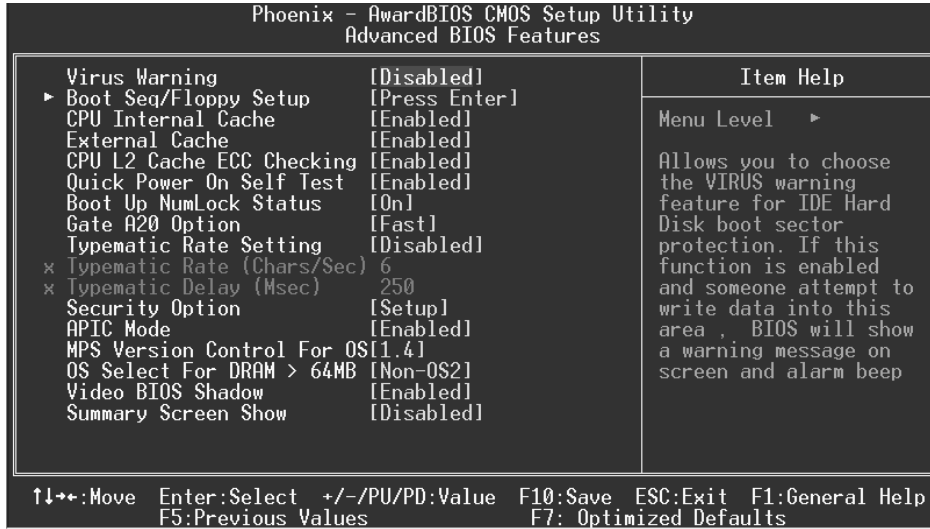 Phoenix - AwardBIOS CMOS Setup Utility
Advanced BIOS Features
Virus Warning [Disabled]
► Boot Seq/Floppy Setup [Press Enter]
CPU Internal Cache [Enabled]
External Cache [Enabled]
CPU L2 Cache ECC Checking [Enabled]
Quick Power On Self Test [Enabled]
Boot Up NumLock Status [On]
Gate A20 Option [Fast]
Typematic Rate Setting [Disabled]
x Typematic Rate (Chars/Sec) 6
x Typematic Delay (Msec) 250
Security Option [Setup]
APIC Mode [Enabled]
MPS Version Control For OS[1.4]
OS Select For DRAM > 64MB [Non-OS2]
Video BIOS Shadow [Enabled]
Summary Screen Show [Disabled]
Item Help
Menu Level ►
Allows you to choose
the VIRUS warning
feature for IDE Hard
Disk boot sector
protection. If this
function is enabled
and someone attempt to
write data into this
area , BIOS will show
a warning message on
screen and alarm beep
↑↓→←:Move Enter:Select +/-/PU/PD:Value F10:Save ESC:Exit F1:General Help
F5:Previous Values F7: Optimized Defaults